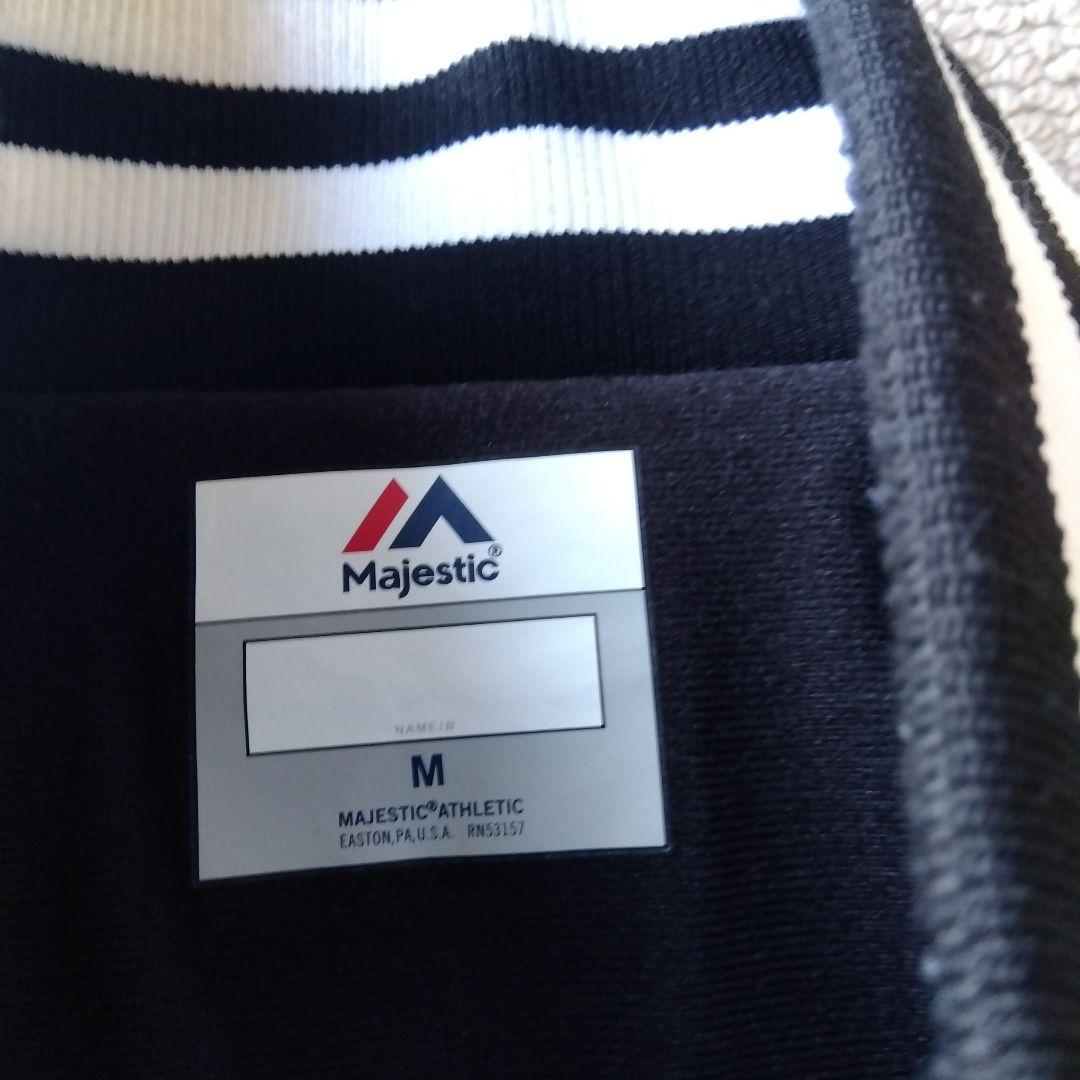 Majestic®
NAME/#
M
MAJESTIC®ATHLETIC
EASTON, PA, U.S.A. RN53157